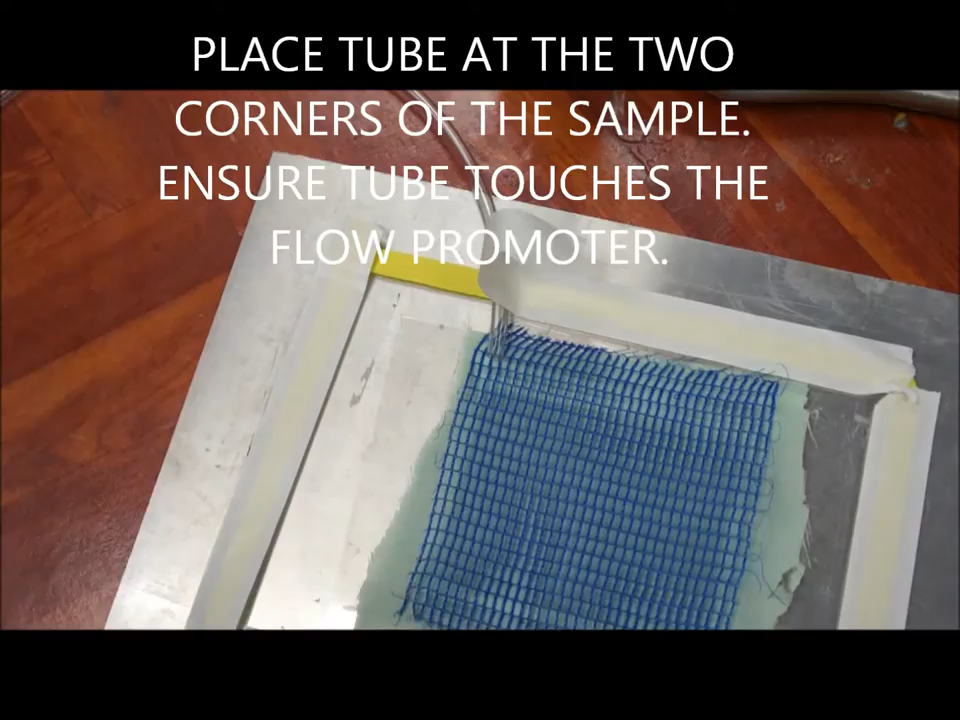 PLACE TUBE AT THE TWO
CORNERS OF THE SAMPLE.
ENSURE TUBE TOUCHES THE
FLOW PROMOTER.